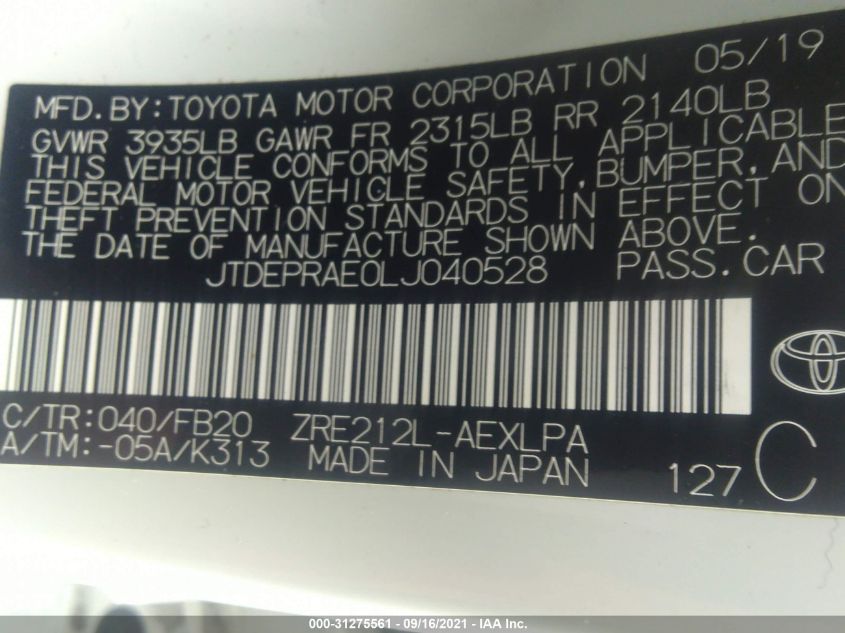 MFD.BY:TOYOTA MOTOR CORPORATION 05/19
GVWR 3935LB GAWR FR 2315LB RR 2140LB
THIS VEHICLE CONFORMS TO ALL APPLICABLE
FEDERAL MOTOR VEHICLE SAFETY, BUMPER, AND
THEFT PREVENTION STANDARDS IN EFFECT ON
THE DATE OF MANUFACTURE SHOWN ABOVE.
JTDEPRAE0LJ040528 PASS.CAR
C/TR:040/FB20 ZRE212L-AEXLPA
A/TM:-05A/K313 MADE IN JAPAN 127 C
000-31275561 - 09/16/2021 - IAA Inc.